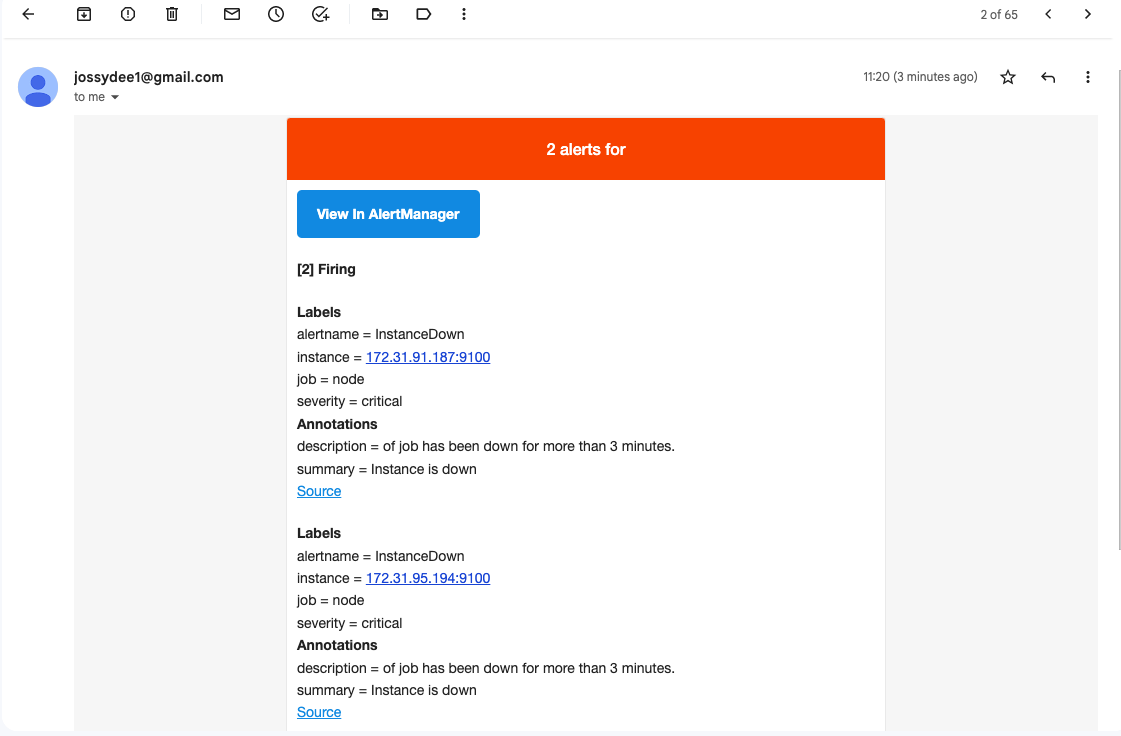 2 of 65
jossydee1@gmail.com
11:20 (3 minutes ago)
to me
2 alerts for
View In AlertManager
[2] Firing
Labels
alertname = InstanceDown
instance = 172.31.91.187:9100
job = node
severity = critical
Annotations
description = of job has been down for more than 3 minutes.
summary = Instance is down
Source
Labels
alertname = InstanceDown
instance = 172.31.95.194:9100
job = node
severity = critical
Annotations
description = of job has been down for more than 3 minutes.
summary = Instance is down
Source